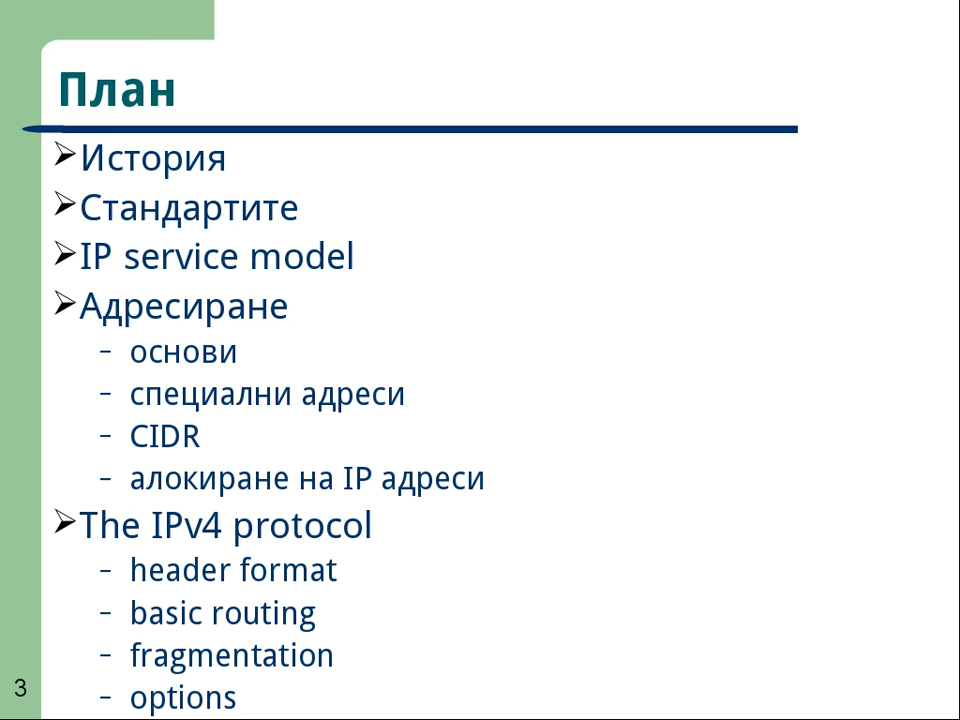 План
➢История
➢Стандартите
➢IP service model
➢Адресиране
– основи
– специални адреси
– CIDR
– алокиране на IP адреси
➢The IPv4 protocol
– header format
– basic routing
– fragmentation
– options
3